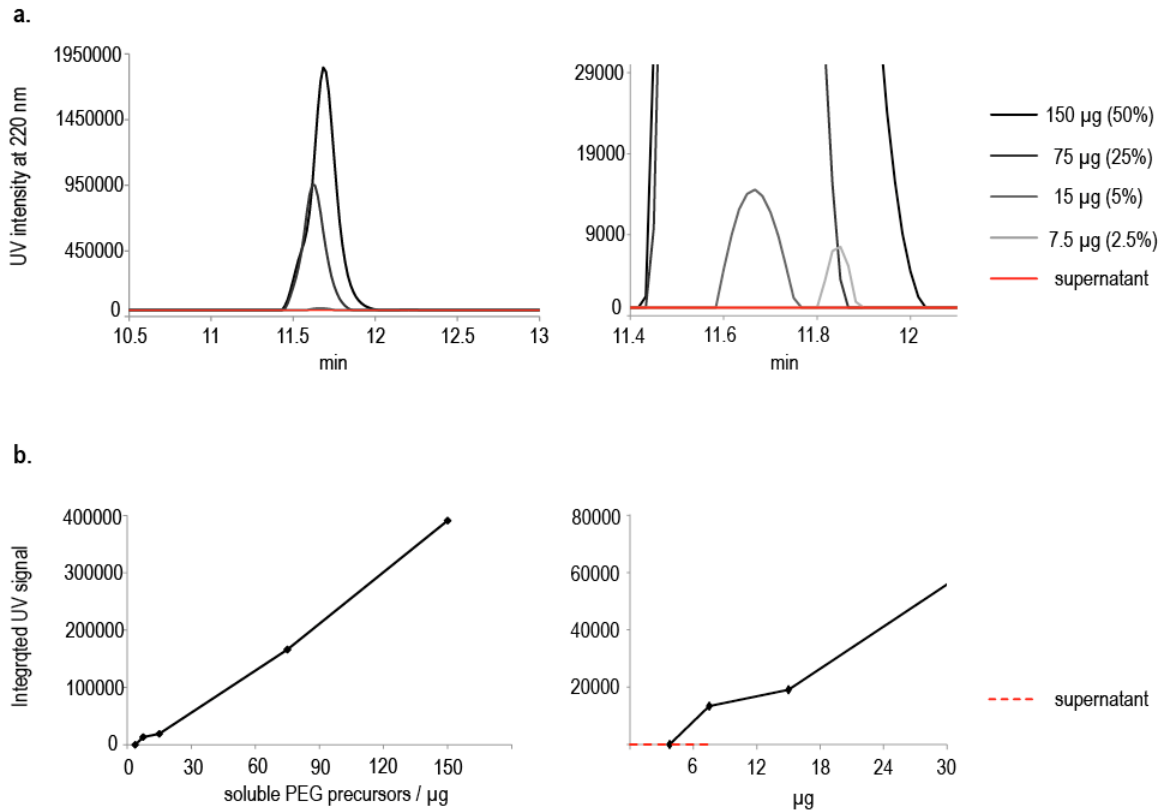 a.
UV intensity at 220 nm
1950000
1450000
950000
450000
0
10.5 11 11.5 12 12.5 13
min
29000
19000
9000
0
11.4 11.6 11.8 12
min
150 µg (50%)
75 µg (25%)
15 µg (5%)
7.5 µg (2.5%)
supernatant
b.
Integrqted UV signal
400000
300000
200000
100000
0
0 30 60 90 120 150
soluble PEG precursors / µg
80000
60000
40000
20000
6 12 18 24 30
µg
supernatant